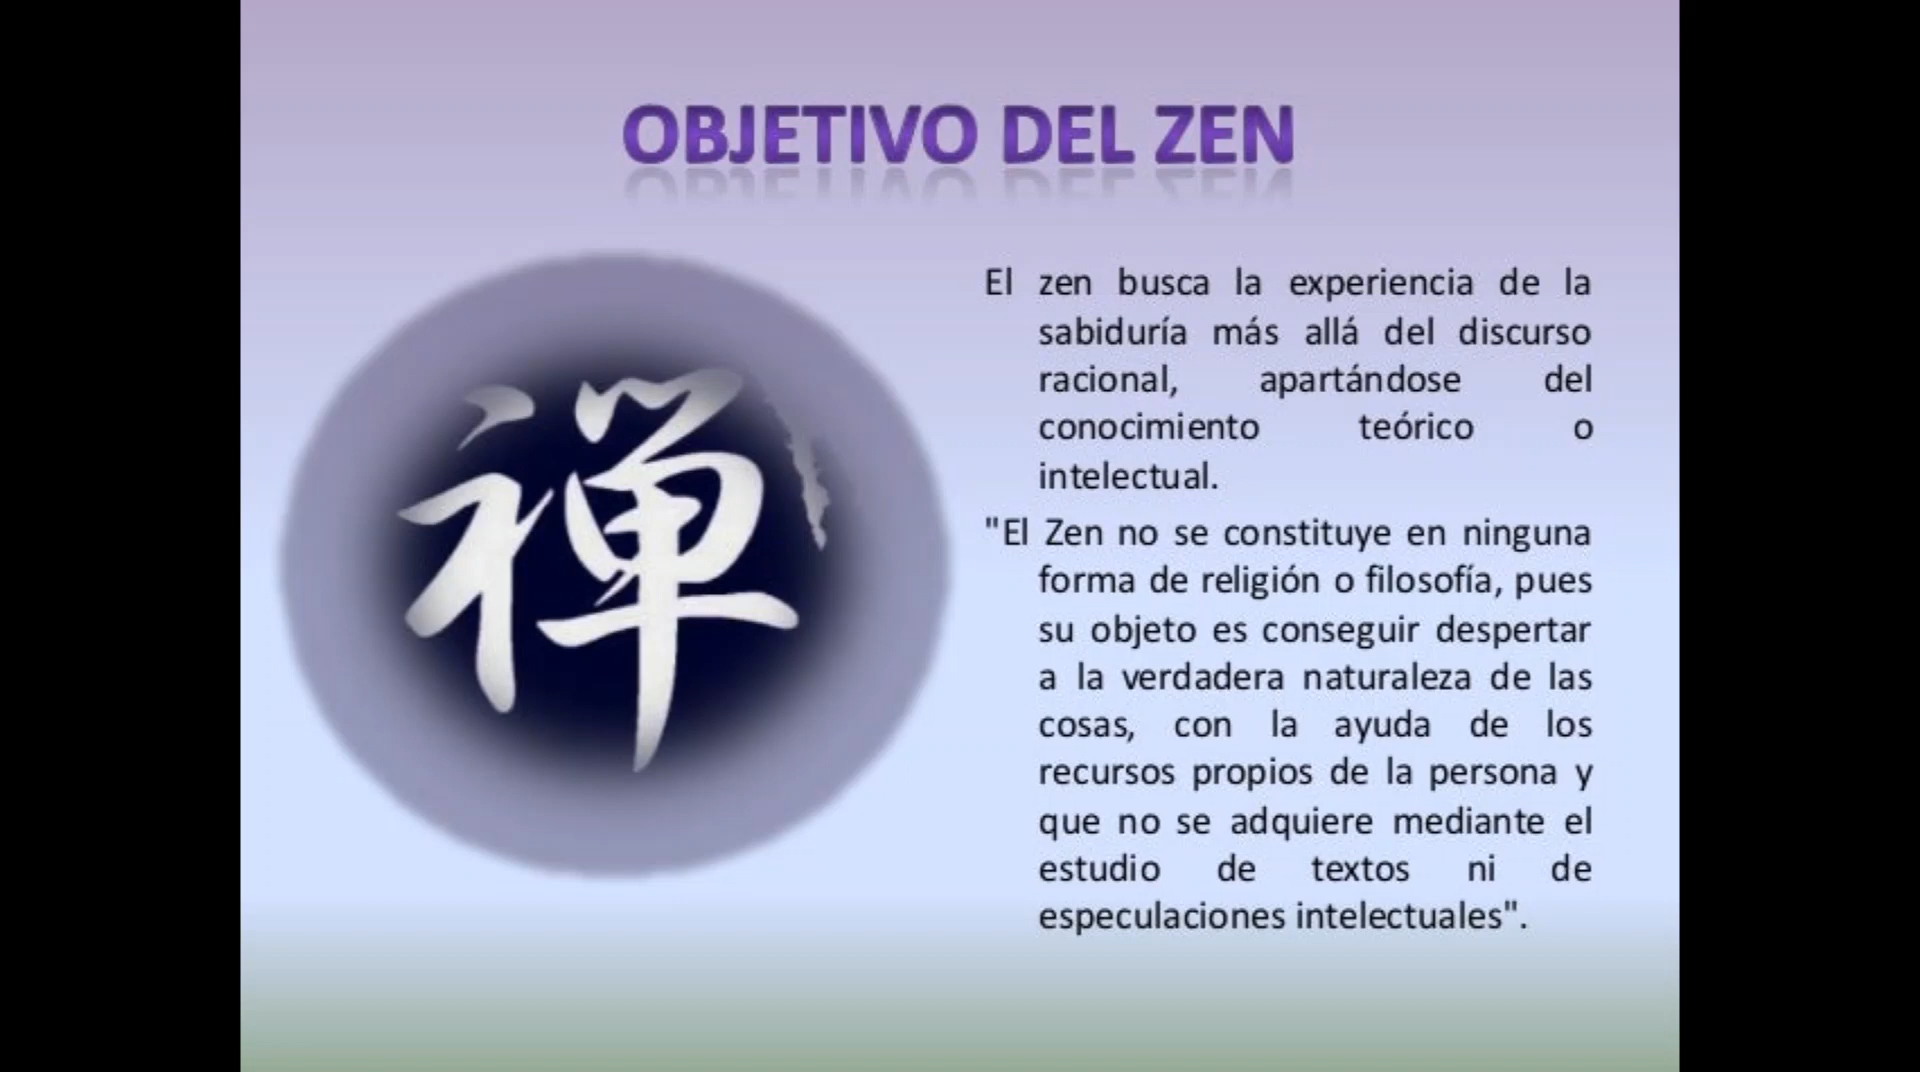 OBJETIVO DEL ZEN
禅
El zen busca la experiencia de la
sabiduría más allá del discurso
racional, apartándose del
conocimiento teórico o
intelectual.
"El Zen no se constituye en ninguna
forma de religión o filosofía, pues
su objeto es conseguir despertar
a la verdadera naturaleza de las
cosas, con la ayuda de los
recursos propios de la persona y
que no se adquiere mediante el
estudio de textos ni de
especulaciones intelectuales".